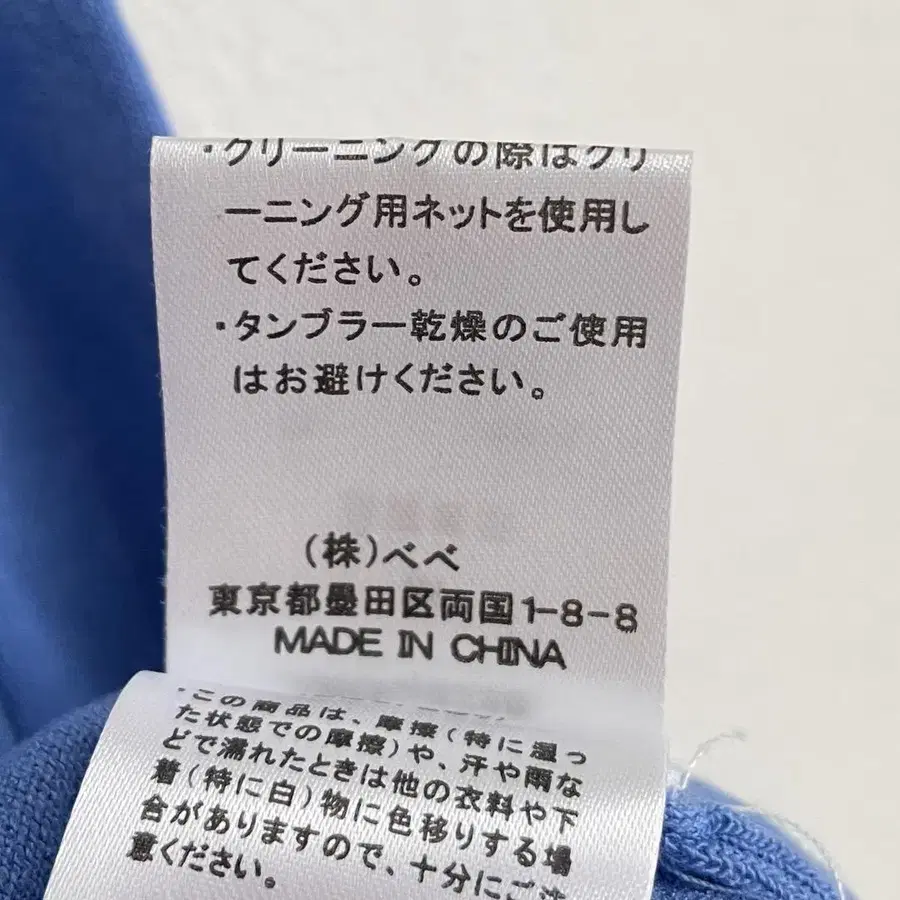 ・クリーニングの際はクリ
ーニング用ネットを使用し
てください。
・タンブラー乾燥のご使用
はお避けください。
(株)べべ
東京都墨田区両国1-8-8
MADE IN CHINA
・この商品は、摩擦(特に湿っ
た状態での摩擦)や、汗や雨な
どで濡れたときは他の衣料や下
着(特に白)物に色移りする場
合がありますので、十分にご注
意ください。